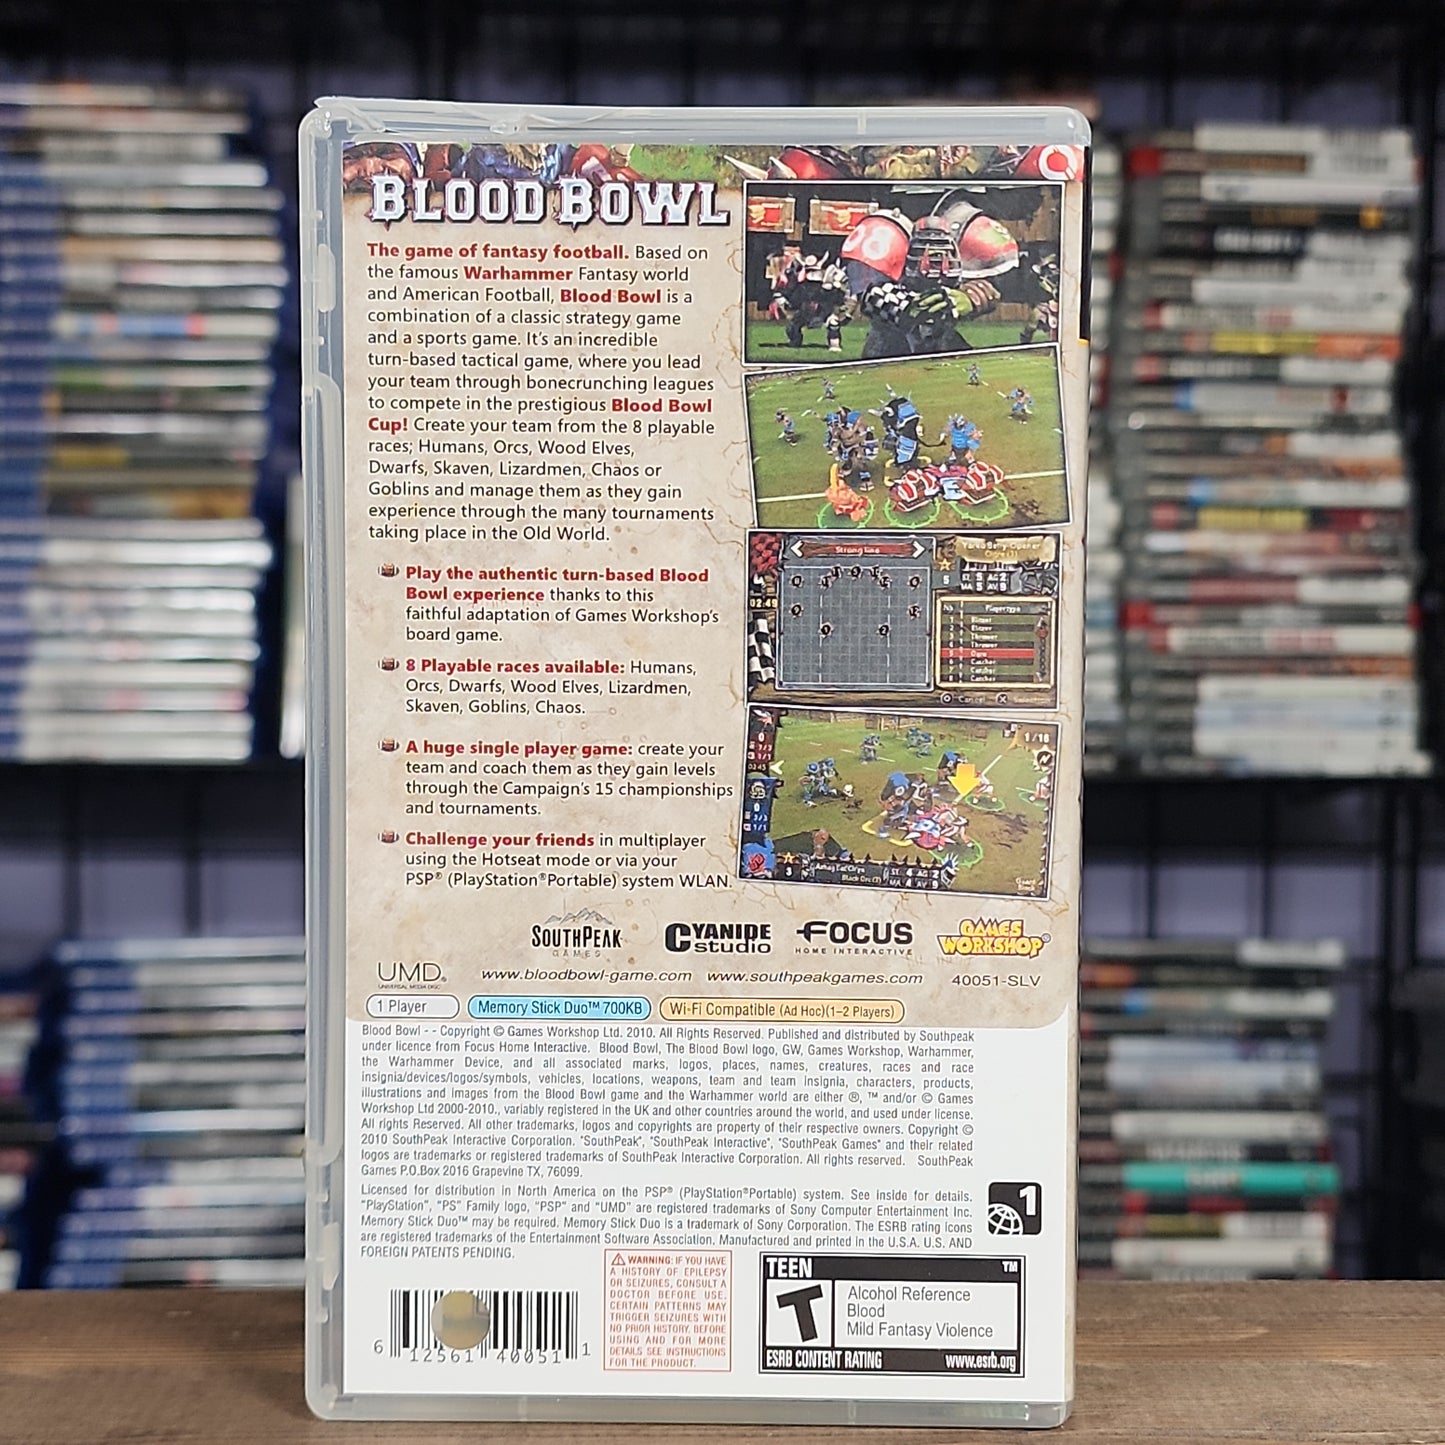 BLOOD BOWL
The game of fantasy football. Based on
the famous Warhammer Fantasy world
and American Football, Blood Bowl is a
combination of a classic strategy game
and a sports game. It's an incredible
turn-based tactical game, where you lead
your team through bonecrunching leagues
to compete in the prestigious Blood Bowl
Cup! Create your team from the 8 playable
races; Humans, Orcs, Wood Elves,
Dwarfs, Skaven, Lizardmen, Chaos or
Goblins and manage them as they gain
experience through the many tournaments
taking place in the Old World.
Play the authentic turn-based Blood
Bowl experience thanks to this
faithful adaptation of Games Workshop's
board game.
8 Playable races available: Humans,
Orcs, Dwarfs, Wood Elves, Lizardmen,
Skaven, Goblins, Chaos.
A huge single player game: create your
team and coach them as they gain levels
through the Campaign's 15 championships
and tournaments.
Challenge your friends in multiplayer
using the Hotseat mode or via your
PSP® (PlayStation®Portable) system WLAN.
68
Strong line
1/16
SOUTHPEAK
GAMES
CYANIDE
studio
FOCUS
HOME INTERACTIVE
GAMES
WORKSHOP®
UMD®
UNIVERSAL MEDIA DISC
www.bloodbowl-game.com www.southpeakgames.com 40051-SLV
1 Player
Memory Stick Duo™ 700KB
Wi-Fi Compatible (Ad Hoc)(1-2 Players)
Blood Bowl - - Copyright © Games Workshop Ltd. 2010. All Rights Reserved. Published and distributed by Southpeak
under licence from Focus Home Interactive. Blood Bowl, The Blood Bowl logo, GW, Games Workshop, Warhammer,
the Warhammer Device, and all associated marks, logos, places, names, creatures, races and race
insignia/devices/logos/symbols, vehicles, locations, weapons, team and team insignia, characters, products,
illustrations and images from the Blood Bowl game and the Warhammer world are either ®, ™ and/or © Games
Workshop Ltd 2000-2010., variably registered in the UK and other countries around the world, and used under license.
All rights Reserved. All other trademarks, logos and copyrights are property of their respective owners. Copyright ©
2010 SouthPeak Interactive Corporation. "SouthPeak", "SouthPeak Interactive", "SouthPeak Games" and their related
logos are trademarks or registered trademarks of SouthPeak Interactive Corporation. All rights reserved. SouthPeak
Games P.O.Box 2016 Grapevine TX, 76099.
Licensed for distribution in North America on the PSP® (PlayStation®Portable) system. See inside for details.
"PlayStation", "PS" Family logo, "PSP" and "UMD" are registered trademarks of Sony Computer Entertainment Inc.
Memory Stick Duo™ may be required. Memory Stick Duo is a trademark of Sony Corporation. The ESRB rating icons
are registered trademarks of the Entertainment Software Association. Manufactured and printed in the U.S.A. U.S. AND
FOREIGN PATENTS PENDING.
1
WARNING: IF YOU HAVE
A HISTORY OF EPILEPSY
OR SEIZURES, CONSULT A
DOCTOR BEFORE USE.
CERTAIN PATTERNS MAY
TRIGGER SEIZURES WITH
NO PRIOR HISTORY. BEFORE
USING AND FOR MORE
DETAILS SEE INSTRUCTIONS
FOR THE PRODUCT.
6 12561 40051 1
TEEN ™
T
Alcohol Reference
Blood
Mild Fantasy Violence
ESRB CONTENT RATING www.esrb.org